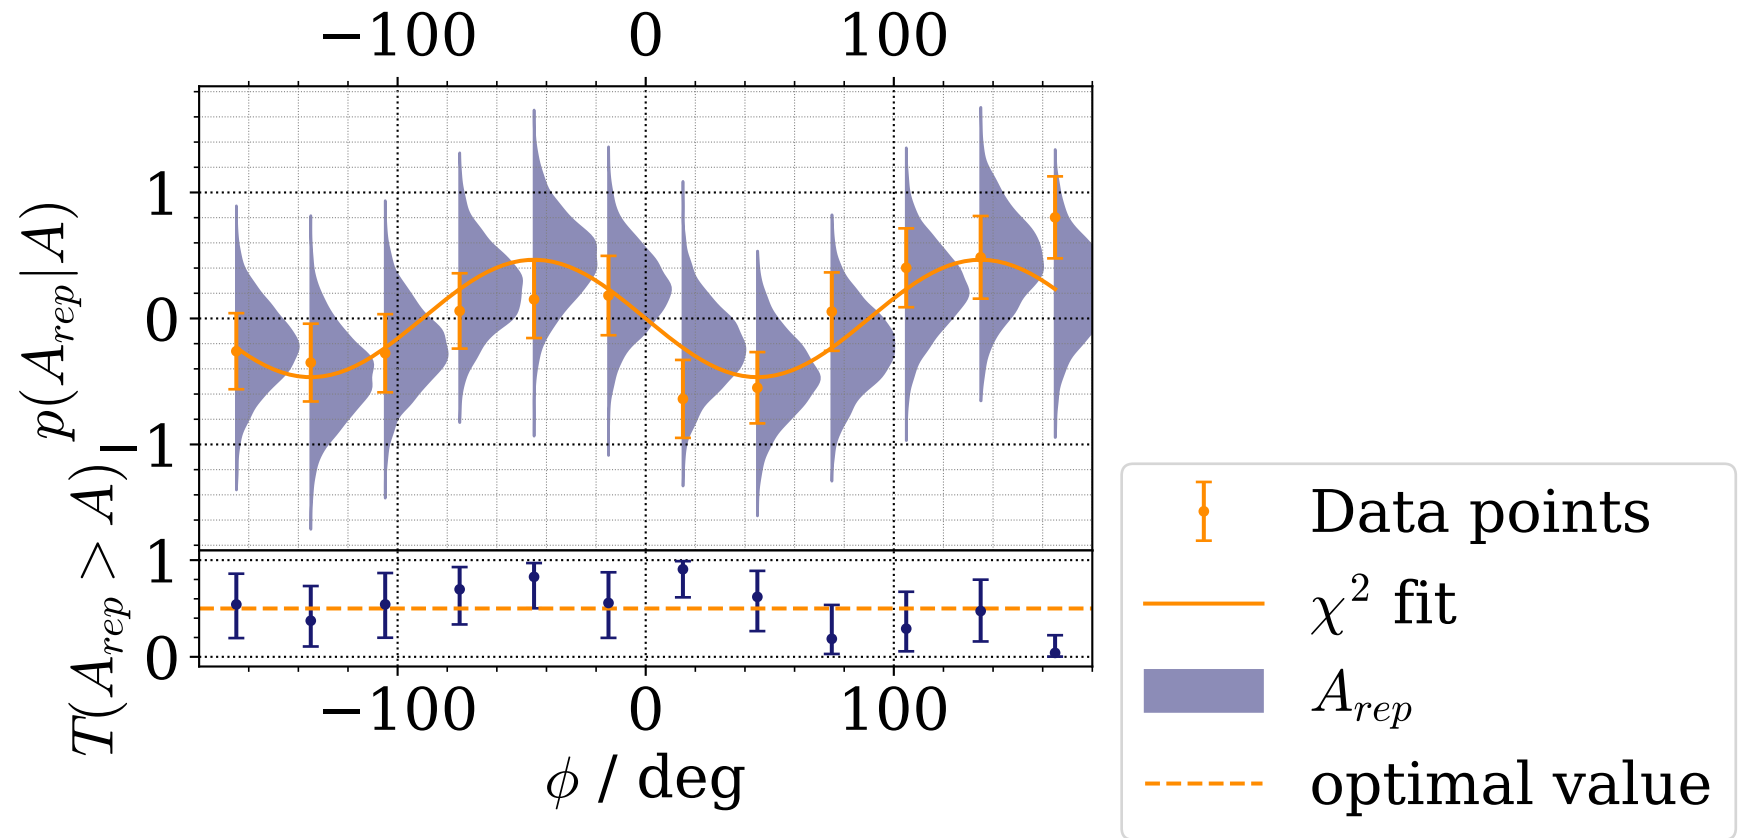 −100 0 100
p(A_rep|A)
1
0
−1
T(A_rep > A)
1
0
−100 0 100
ϕ / deg
Data points
χ² fit
A_rep
optimal value